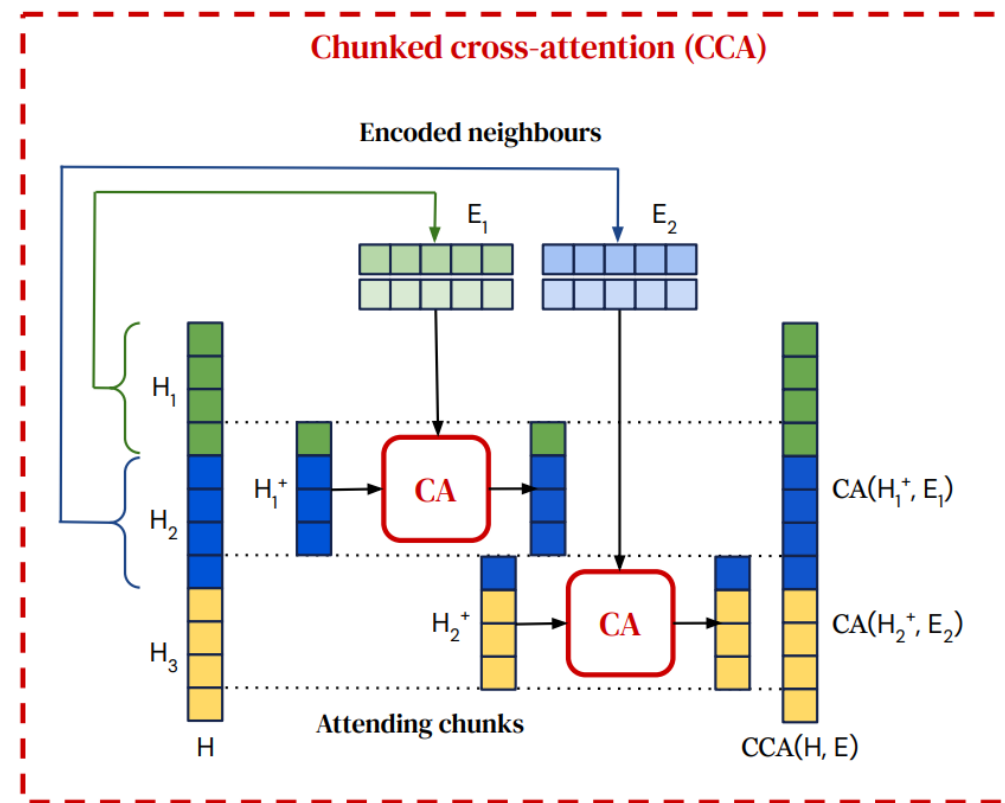 Chunked cross-attention (CCA)
Encoded neighbours
E₁
E₂
H₁
H₁⁺
CA
CA(H₁⁺, E₁)
H₂
H₂⁺
CA
CA(H₂⁺, E₂)
H₃
Attending chunks
H
CCA(H, E)